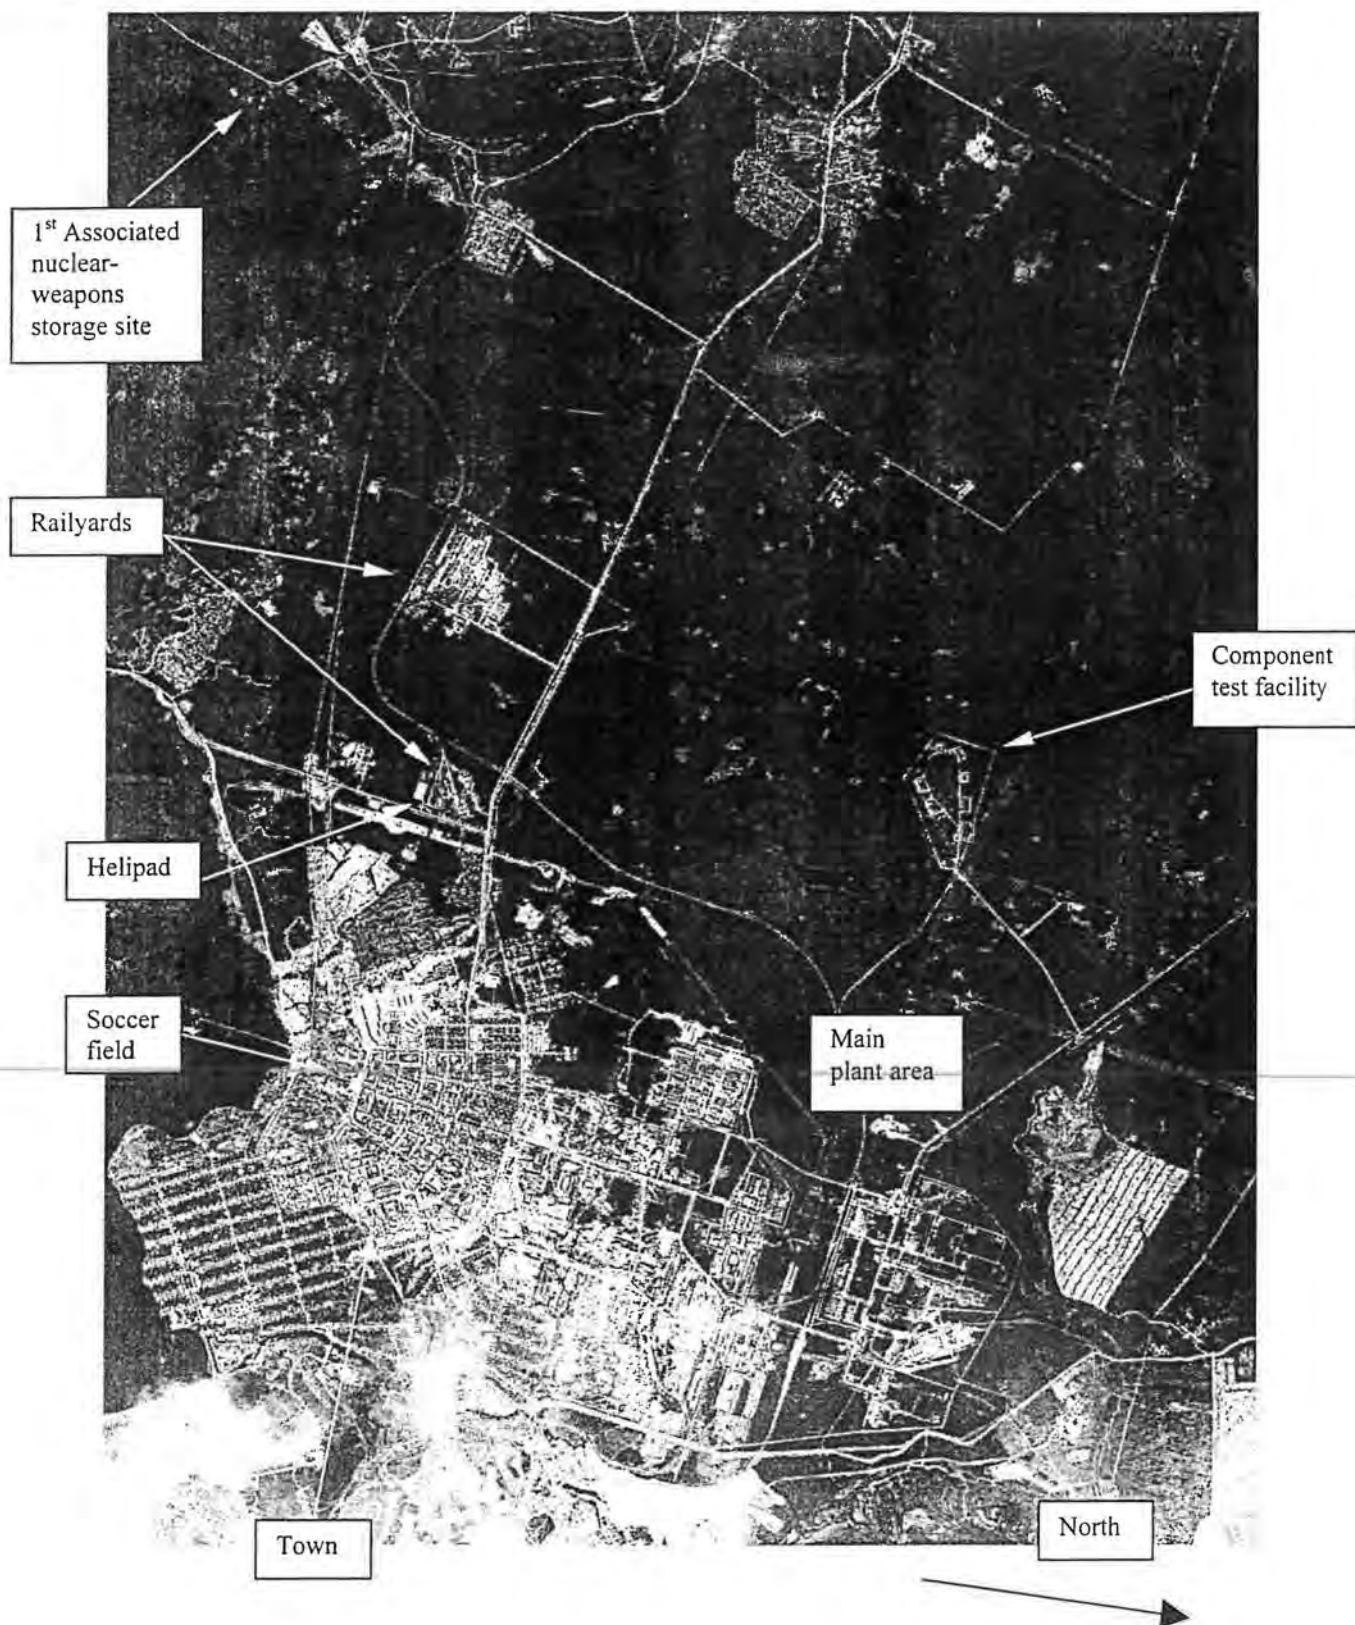 1st Associated
nuclear-
weapons
storage site
Railyards
Component
test facility
Helipad
Soccer
field
Main
plant area
Town
North